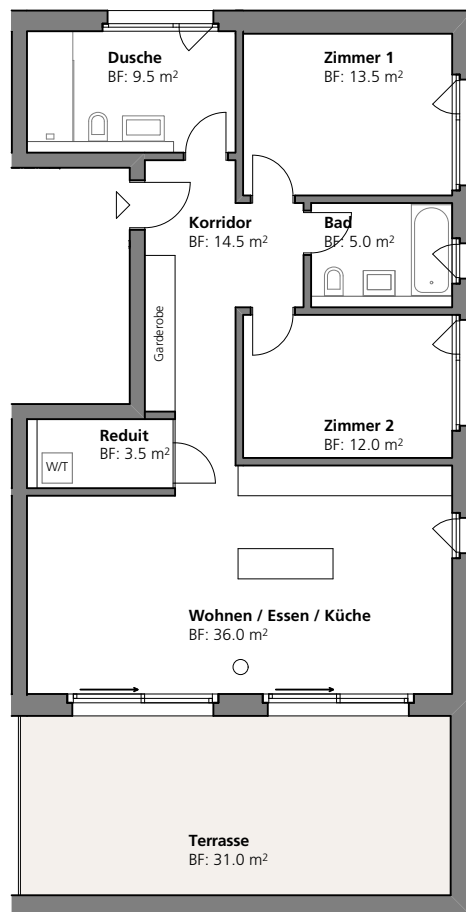 Dusche
BF: 9.5 m²
Zimmer 1
BF: 13.5 m²
Korridor
BF: 14.5 m²
Bad
BF: 5.0 m²
Garderobe
Reduit
BF: 3.5 m²
W/T
Zimmer 2
BF: 12.0 m²
Wohnen / Essen / Küche
BF: 36.0 m²
Terrasse
BF: 31.0 m²